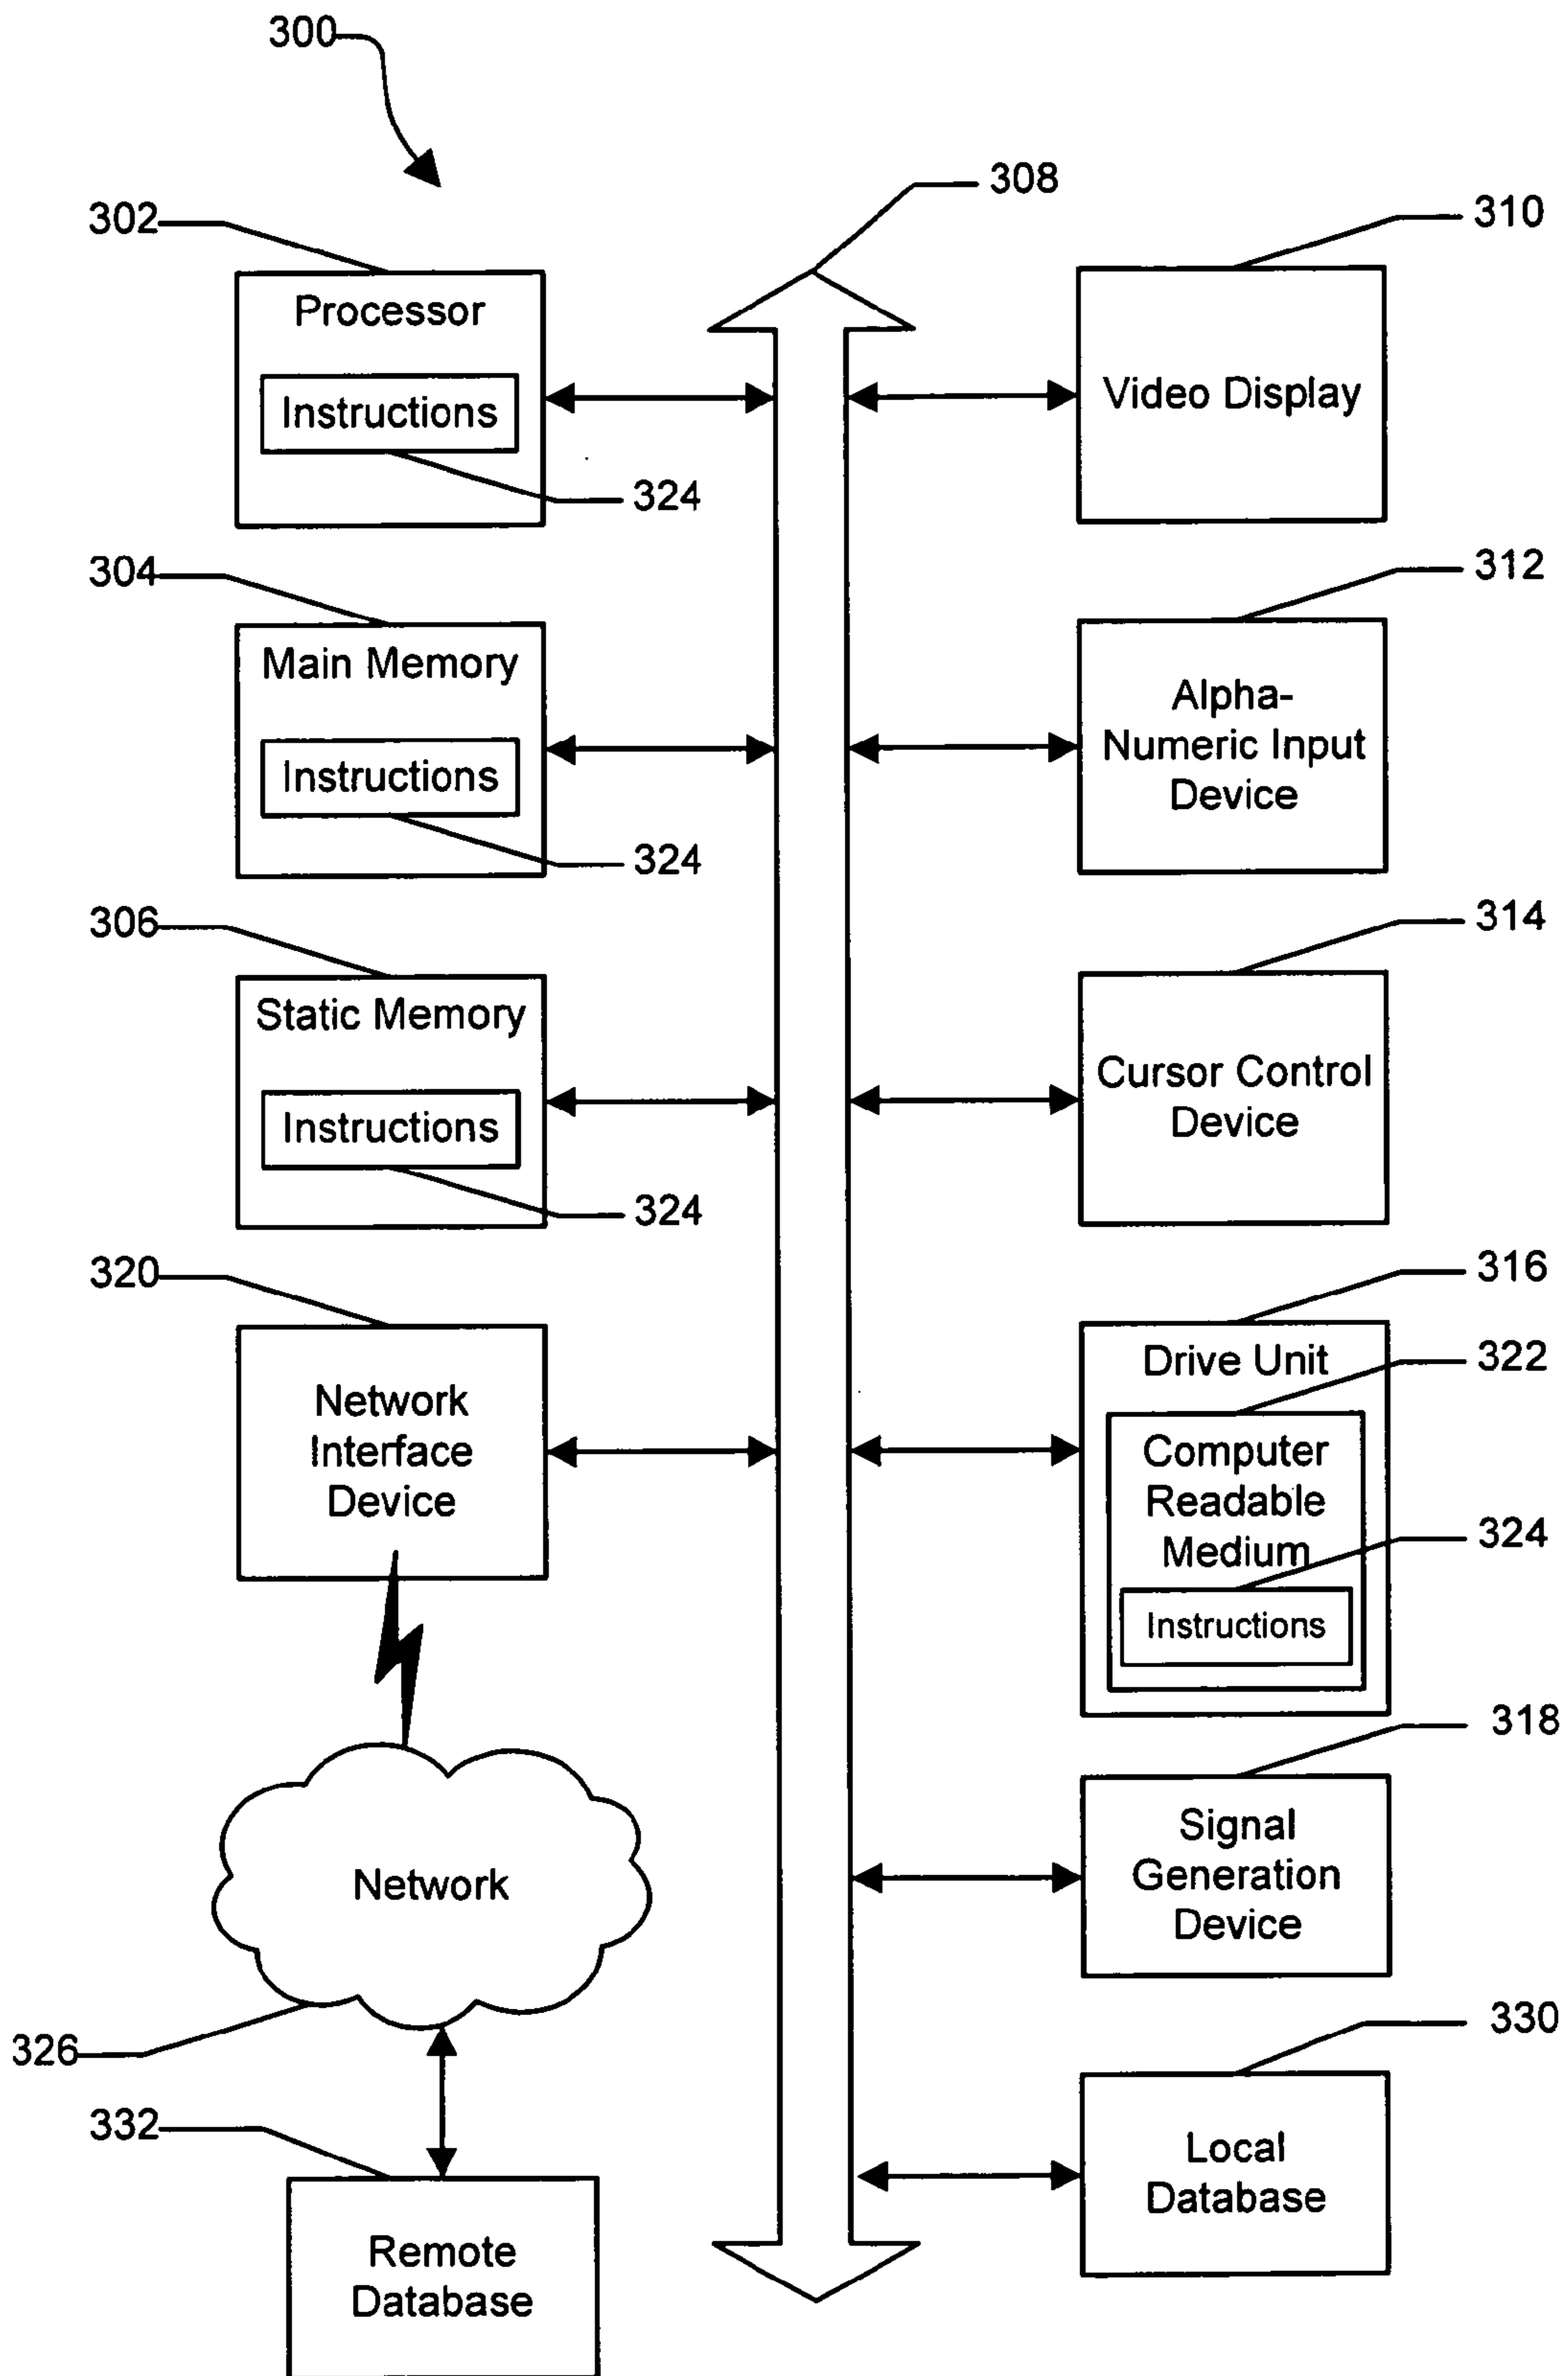 300
308
302
310
Processor
Instructions
Video Display
324
304
312
Main Memory
Alpha-
Numeric Input
Device
Instructions
324
306
314
Static Memory
Cursor Control
Device
Instructions
324
320
316
Drive Unit
322
Network
Interface
Device
Computer
Readable
Medium
324
Instructions
318
Signal
Generation
Device
Network
326
330
332
Local
Database
Remote
Database